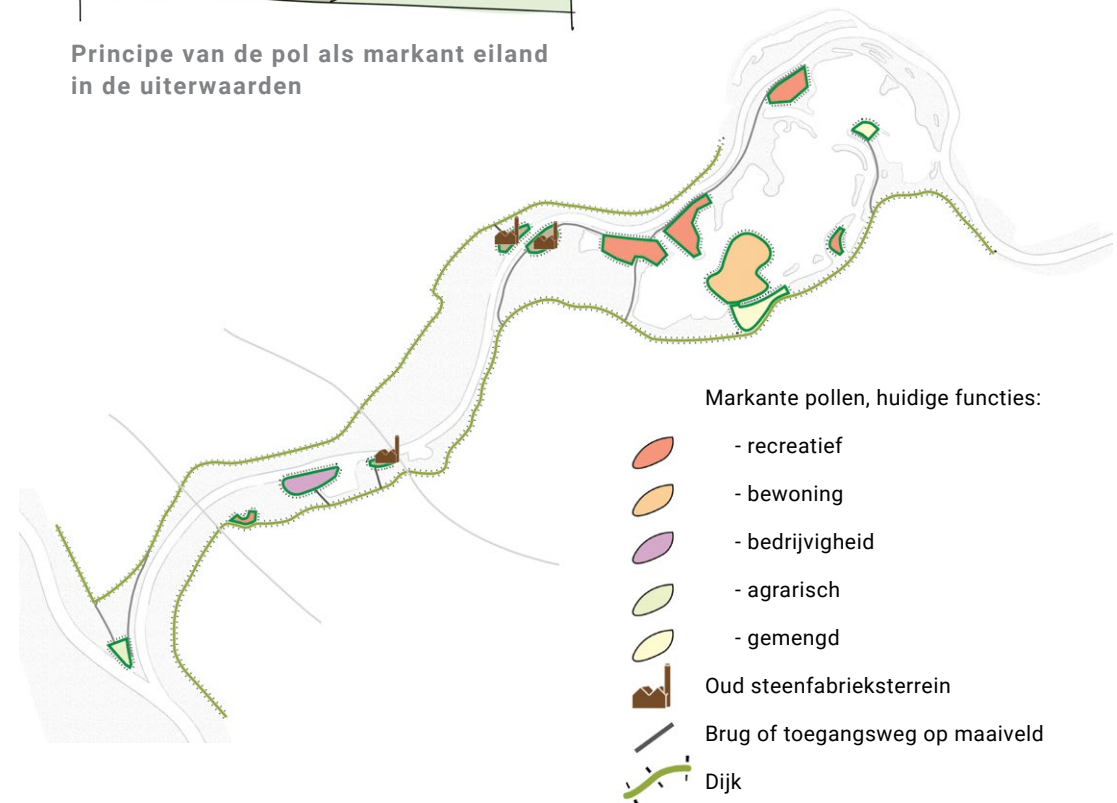 Principe van de pol als markant eiland
in de uiterwaarden
Markante pollen, huidige functies:
- recreatief
- bewoning
- bedrijvigheid
- agrarisch
- gemengd
Oud steenfabrieksterrein
Brug of toegangsweg op maaiveld
Dijk